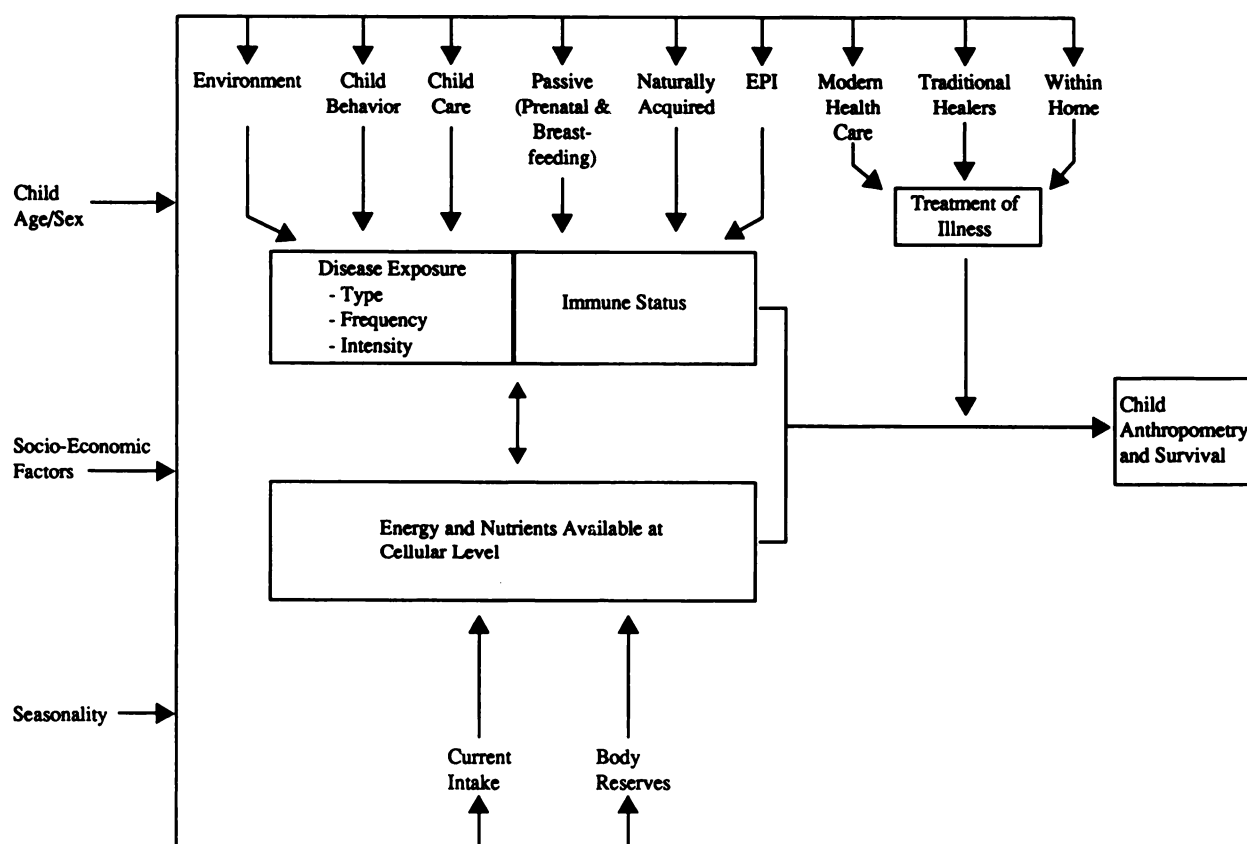 Environment
Child
Behavior
Child
Care
Passive
(Prenatal &
Breast-
feeding)
Naturally
Acquired
EPI
Modern
Health
Care
Traditional
Healers
Within
Home
Child
Age/Sex
Treatment of
Illness
Disease Exposure
- Type
- Frequency
- Intensity
Immune Status
Child
Anthropometry
and Survival
Socio-Economic
Factors
Energy and Nutrients Available at
Cellular Level
Seasonality
Current
Intake
Body
Reserves